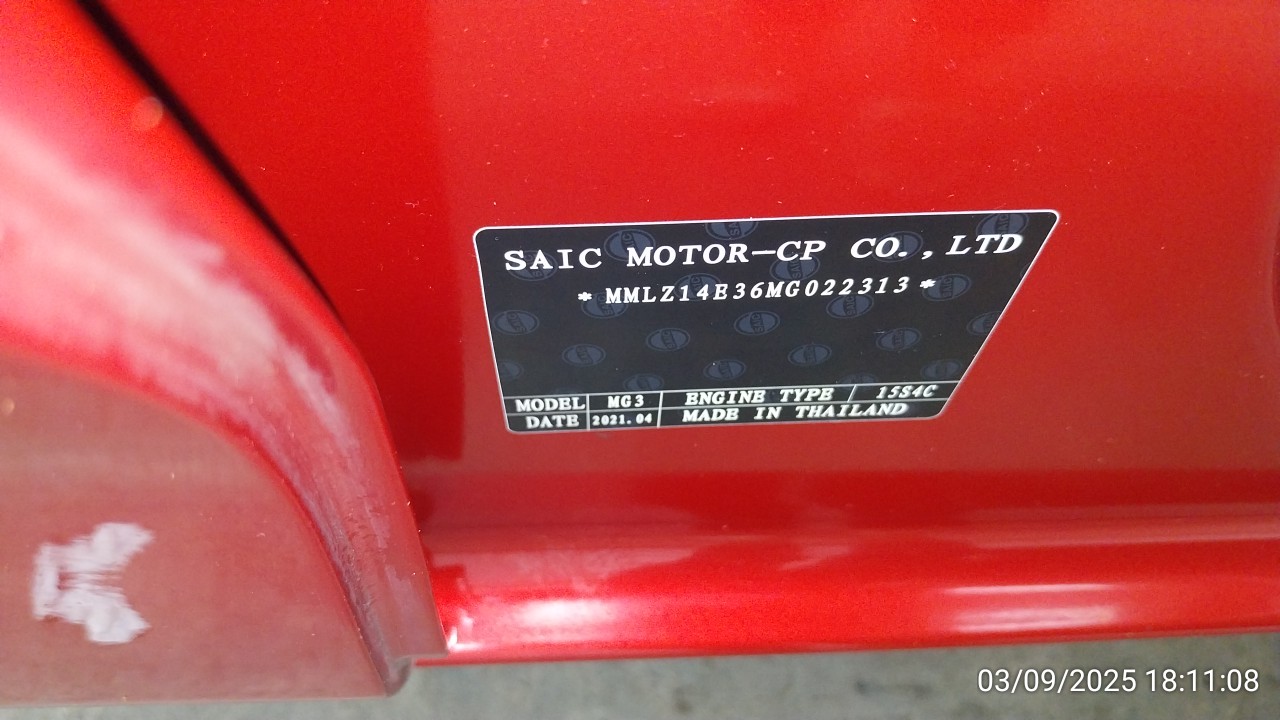 SAIC MOTOR—CP CO.,LTD
* MMLZ14E36MG022313 *
MODEL MG3 ENGINE TYPE / 15S4C
DATE 2021.04 MADE IN THAILAND
03/09/2025 18:11:08